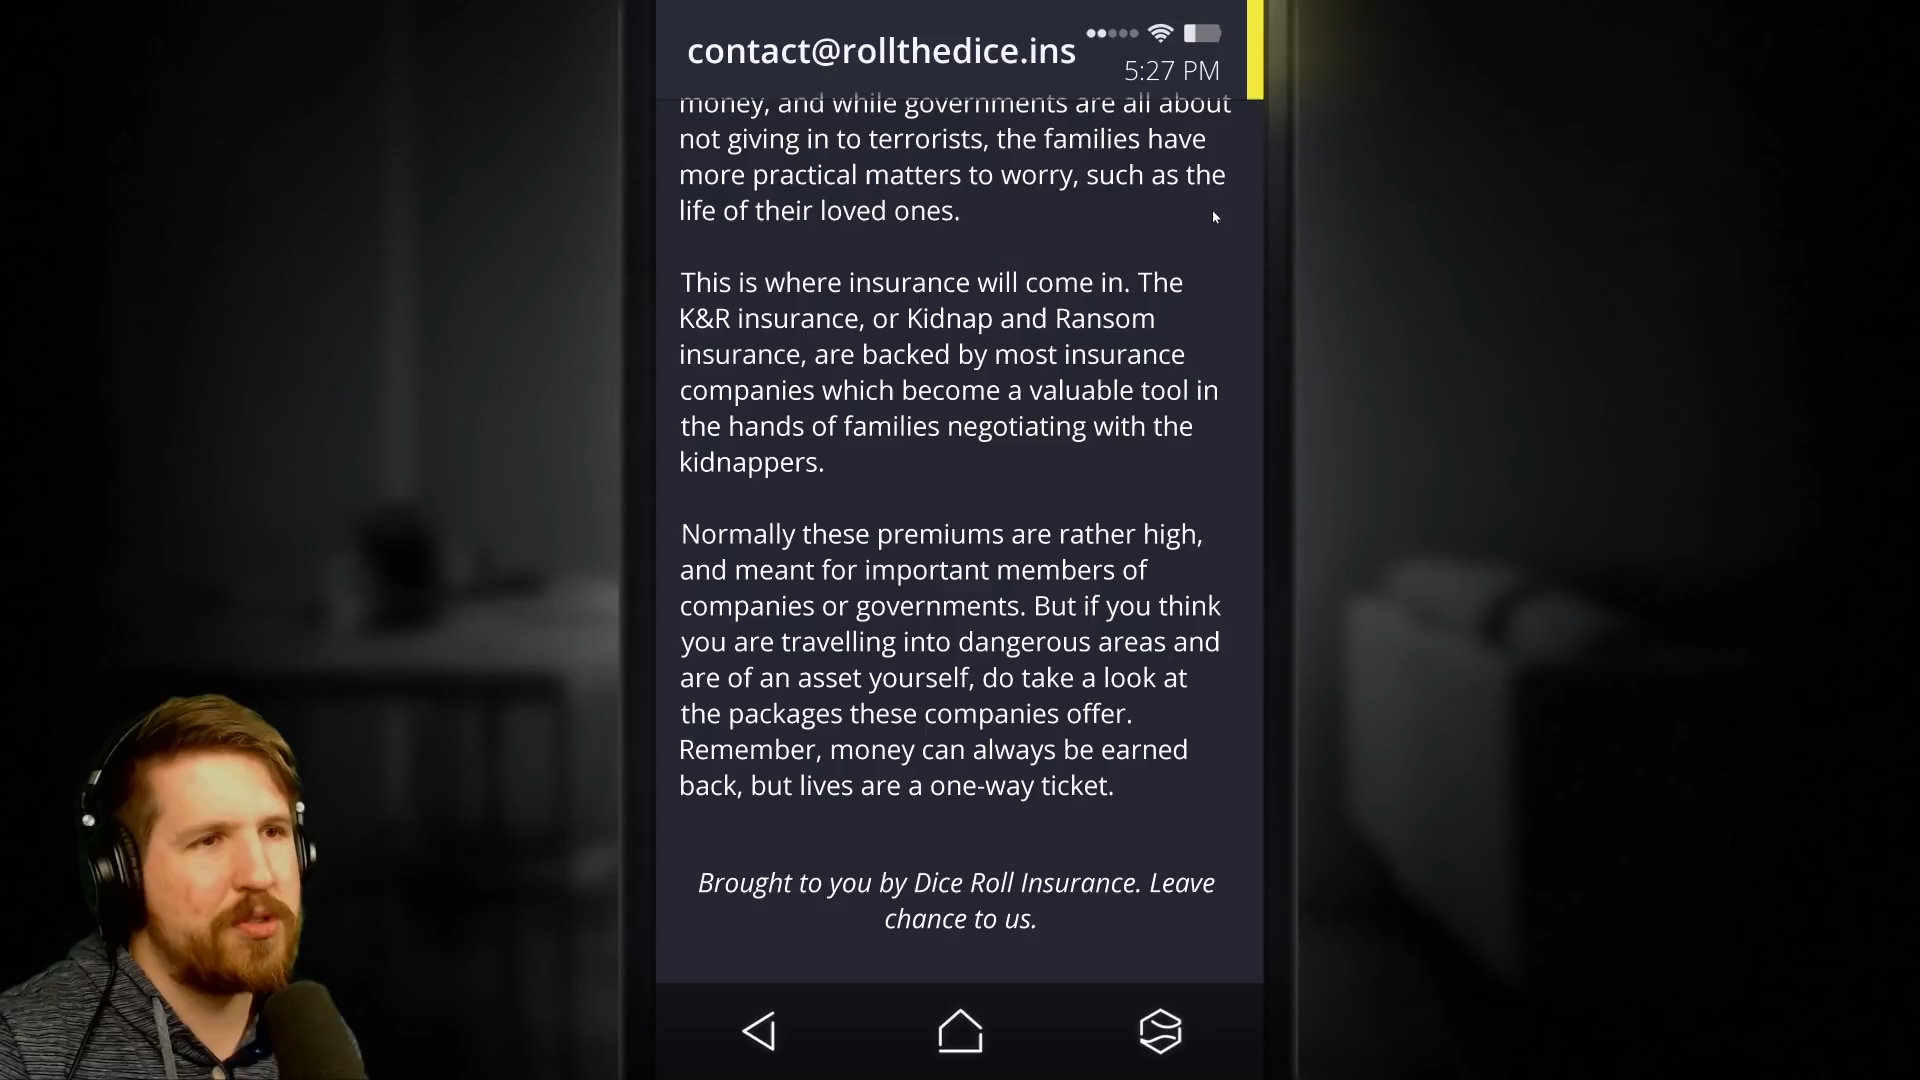 contact@rollthedice.ins
5:27 PM
money, and while governments are all about
not giving in to terrorists, the families have
more practical matters to worry, such as the
life of their loved ones.
This is where insurance will come in. The
K&R insurance, or Kidnap and Ransom
insurance, are backed by most insurance
companies which become a valuable tool in
the hands of families negotiating with the
kidnappers.
Normally these premiums are rather high,
and meant for important members of
companies or governments. But if you think
you are travelling into dangerous areas and
are of an asset yourself, do take a look at
the packages these companies offer.
Remember, money can always be earned
back, but lives are a one-way ticket.
Brought to you by Dice Roll Insurance. Leave
chance to us.